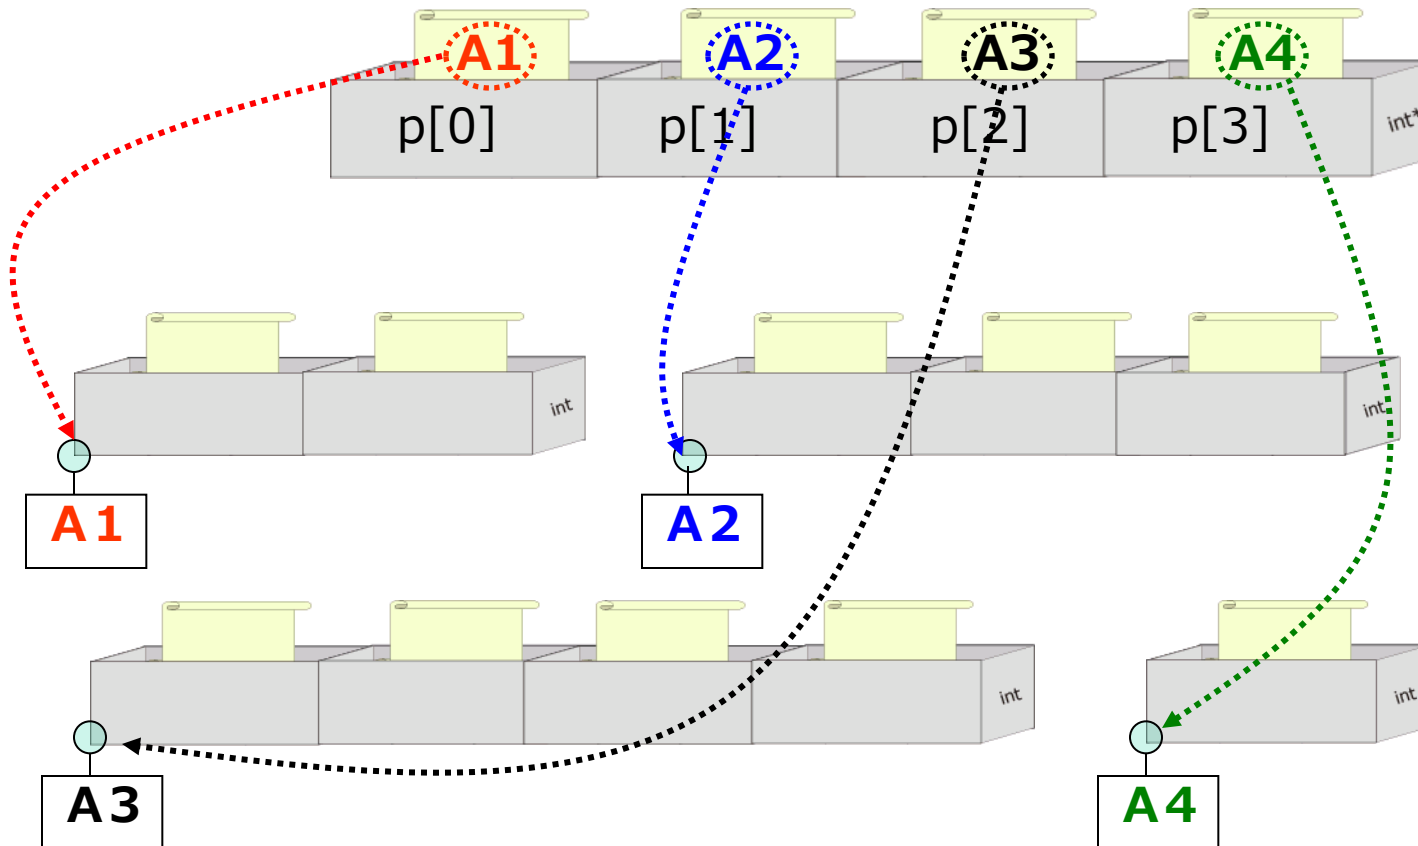 A1 A2 A3 A4
p[0] p[1] p[2] p[3] int*
int int
A1 A2
int int
A3 A4